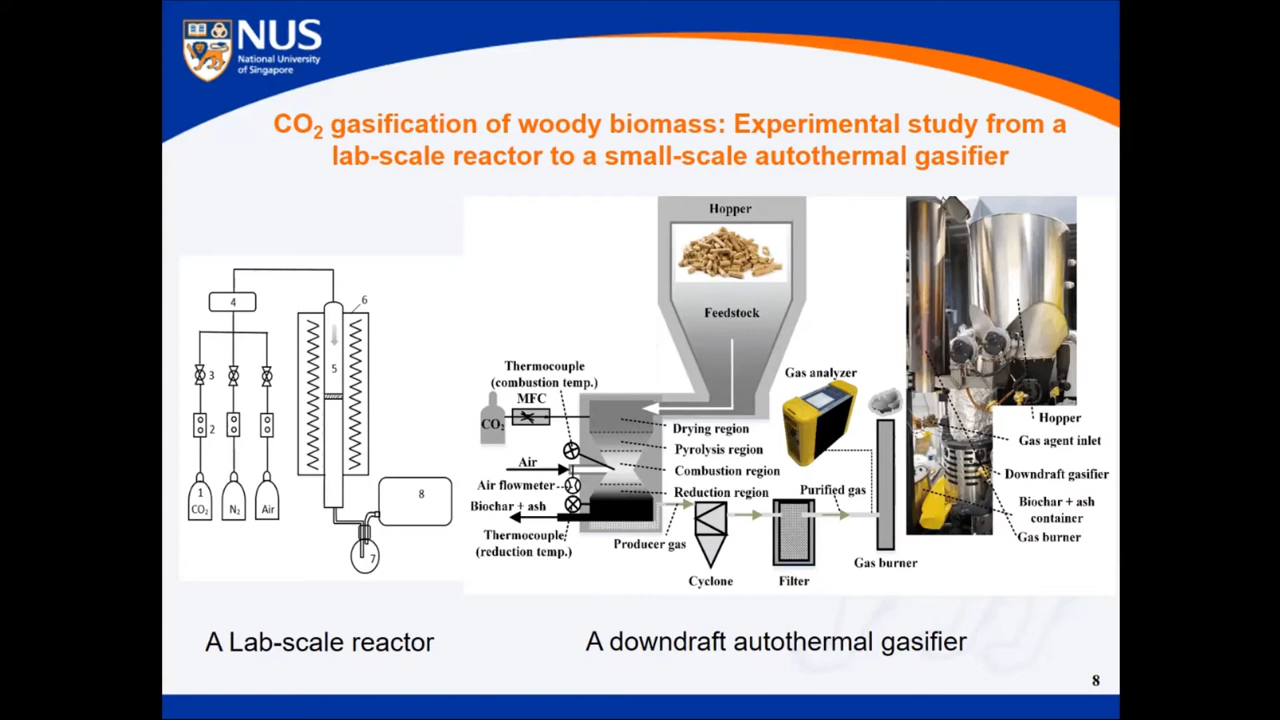 NUS
National University
of Singapore
CO2 gasification of woody biomass: Experimental study from a
lab-scale reactor to a small-scale autothermal gasifier
4
6
3
5
2
1
CO2
N2
Air
8
7
Hopper
Feedstock
Thermocouple
(combustion temp.)
MFC
CO2
Air
Air flowmeter
Biochar + ash
Thermocouple
(reduction temp.)
Drying region
Pyrolysis region
Combustion region
Reduction region
Producer gas
Cyclone
Filter
Purified gas
Gas analyzer
Gas burner
Hopper
Gas agent inlet
Downdraft gasifier
Biochar + ash
container
Gas burner
A Lab-scale reactor
A downdraft autothermal gasifier
8